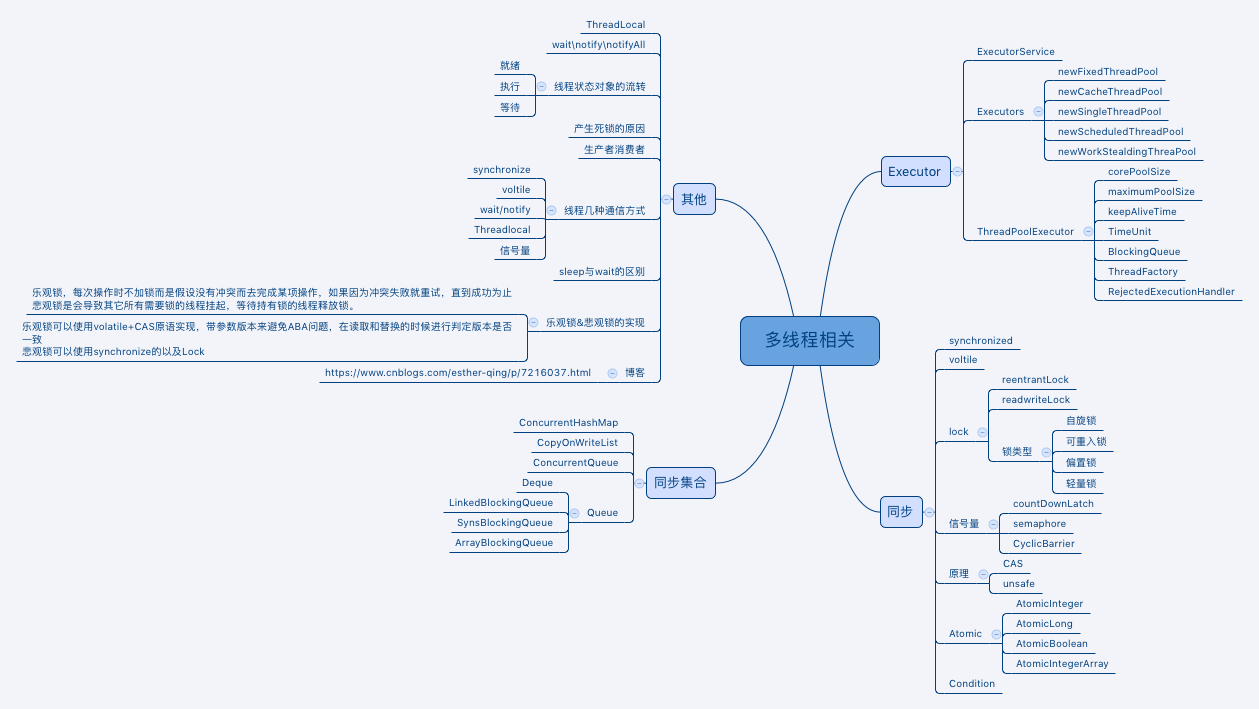 多线程相关
Executor
ExecutorService
Executors
newFixedThreadPool
newCacheThreadPool
newSingleThreadPool
newScheduledThreadPool
newWorkStealdingThreaPool
ThreadPoolExecutor
corePoolSize
maximumPoolSize
keepAliveTime
TimeUnit
BlockingQueue
ThreadFactory
RejectedExecutionHandler
同步
synchronized
voltile
lock
reentrantLock
readwriteLock
锁类型
自旋锁
可重入锁
偏置锁
轻量锁
信号量
countDownLatch
semaphore
CyclicBarrier
原理
CAS
unsafe
Atomic
AtomicInteger
AtomicLong
AtomicBoolean
AtomicIntegerArray
Condition
其他
ThreadLocal
wait\notify\notifyAll
线程状态对象的流转
就绪
执行
等待
产生死锁的原因
生产者消费者
线程几种通信方式
synchronize
voltile
wait/notify
Threadlocal
信号量
sleep与wait的区别
乐观锁&悲观锁的实现
乐观锁，每次操作时不加锁而是假设没有冲突而去完成某项操作，如果因为冲突失败就重试，直到成功为止
悲观锁是会导致其它所有需要锁的线程挂起，等待持有锁的线程释放锁。
乐观锁可以使用volatile+CAS原语实现，带参数版本来避免ABA问题，在读取和替换的时候进行判定版本是否
一致
悲观锁可以使用synchronize的以及Lock
博客
https://www.cnblogs.com/esther-qing/p/7216037.html
同步集合
ConcurrentHashMap
CopyOnWriteList
ConcurrentQueue
Queue
Deque
LinkedBlockingQueue
SynsBlockingQueue
ArrayBlockingQueue